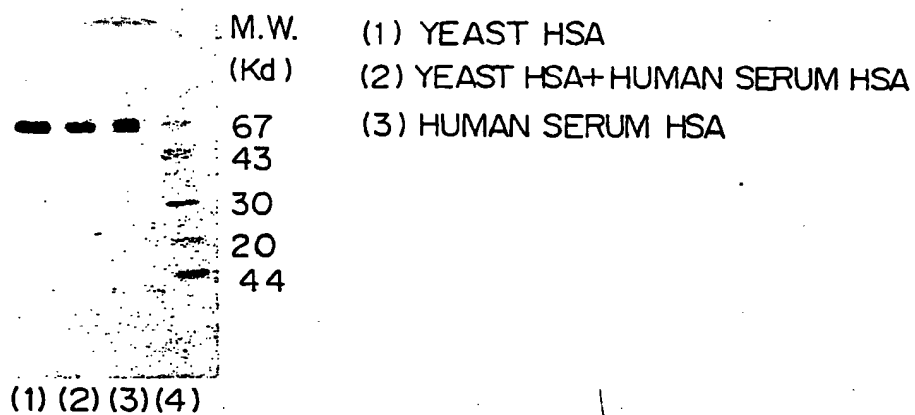 M.W.
(Kd)
67
43
30
20
44
(1) YEAST HSA
(2) YEAST HSA+HUMAN SERUM HSA
(3) HUMAN SERUM HSA
(1) (2) (3) (4)